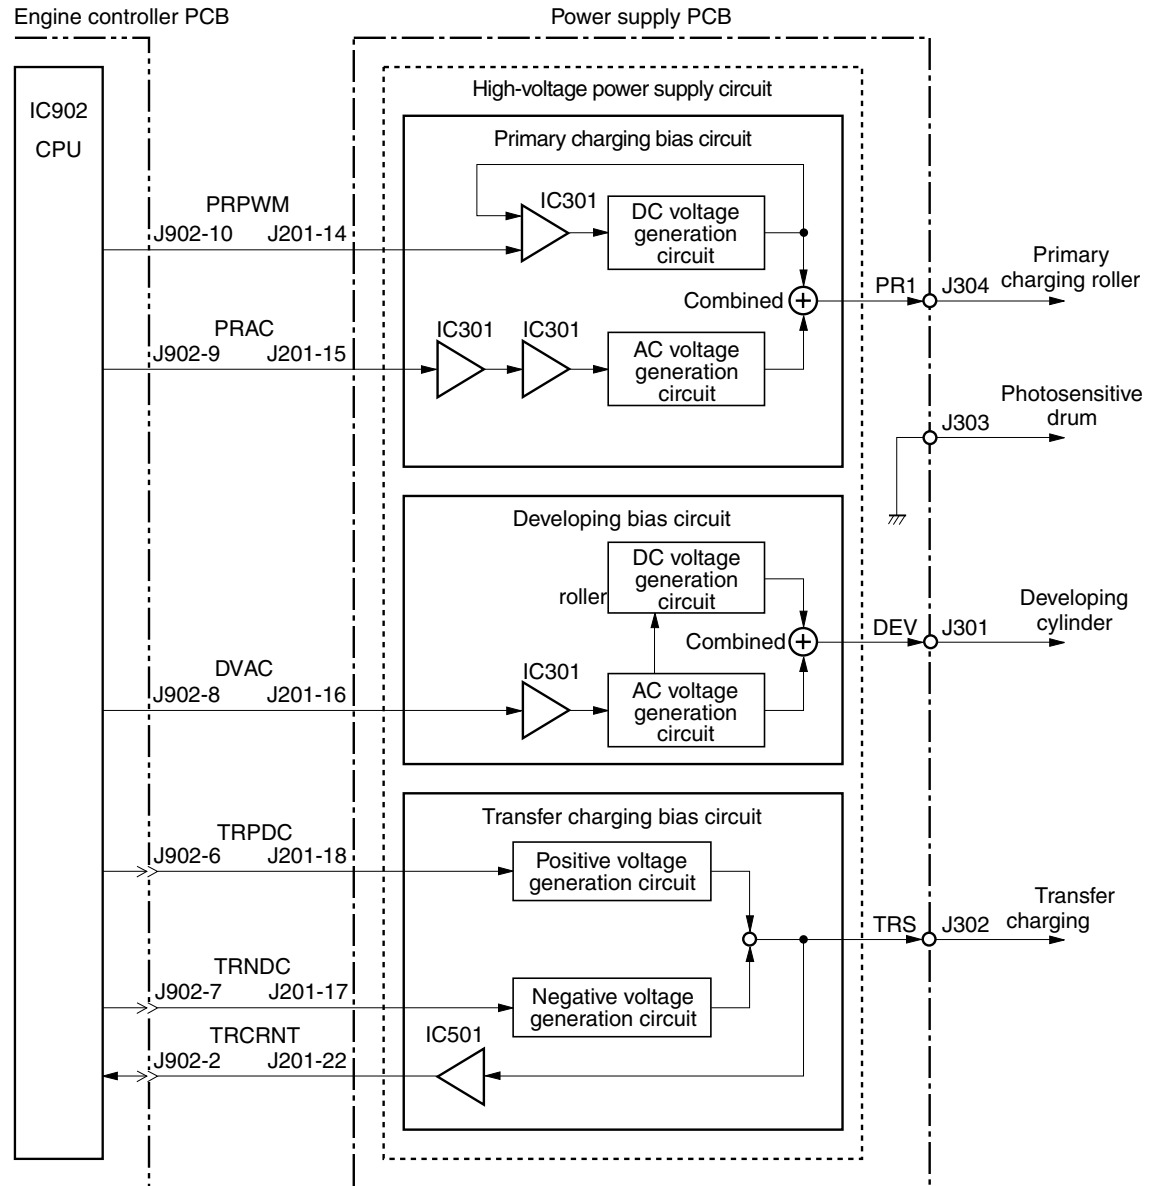 Engine controller PCB
Power supply PCB
IC902
CPU
High-voltage power supply circuit
Primary charging bias circuit
PRPWM
J902-10 J201-14
IC301
DC voltage
generation
circuit
Combined
PR1
J304
Primary
charging roller
PRAC
J902-9 J201-15
IC301
IC301
AC voltage
generation
circuit
J303
Photosensitive
drum
Developing bias circuit
DC voltage
generation
circuit
roller
Combined
DEV
J301
Developing
cylinder
DVAC
J902-8 J201-16
IC301
AC voltage
generation
circuit
Transfer charging bias circuit
TRPDC
J902-6 J201-18
Positive voltage
generation circuit
TRS
J302
Transfer
charging
TRNDC
J902-7 J201-17
Negative voltage
generation circuit
TRCRNT
J902-2 J201-22
IC501